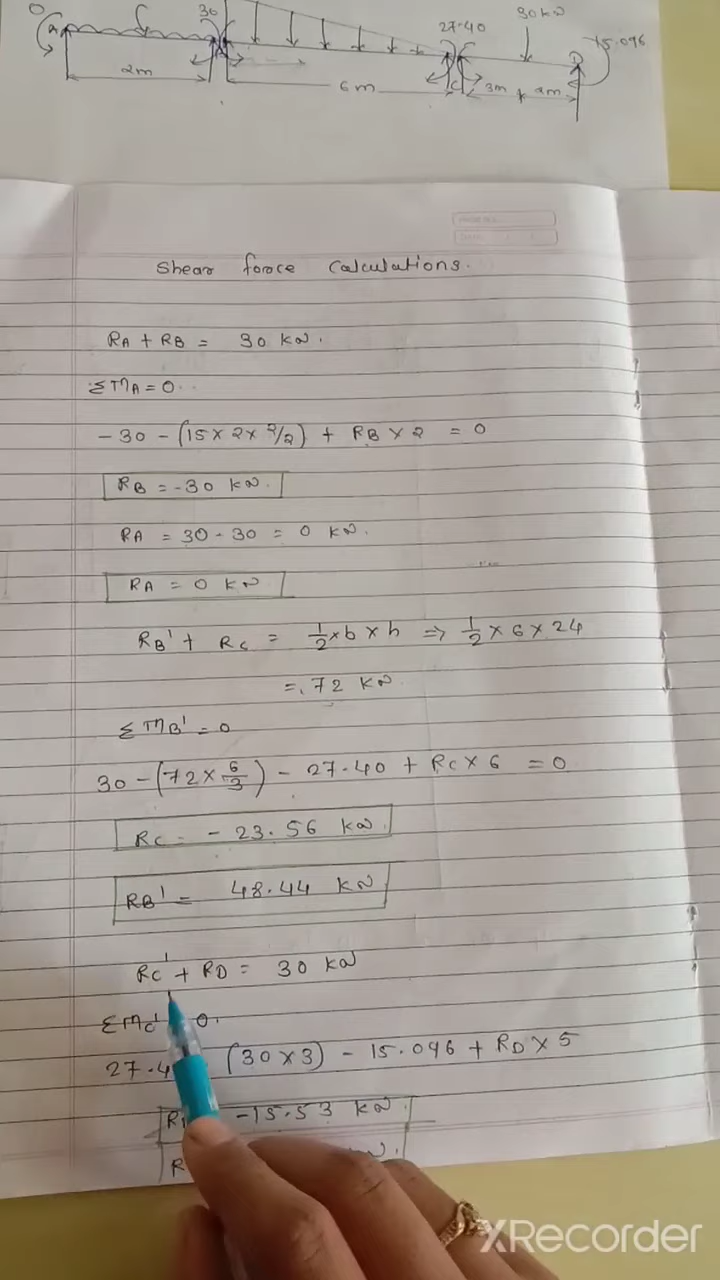 0 30 27.40 30 kN 15.096
A C D
2m 6m 3m 2m
Shear force calculations.
RA + RB = 30 kN.
ΣMA = 0.
- 30 - (15 × 2 × 2/2) + RB × 2 = 0
RB = -30 kN.
RA = 30 - 30 = 0 kN.
RA = 0 kN
RB' + RC = 1/2 × b × h ⇒ 1/2 × 6 × 24
= 72 kN
ΣMB' = 0
30 - (72 × 6/3) - 27.40 + RC × 6 = 0
RC = - 23.56 kN.
RB' = 48.44 kN
RC' + RD = 30 kN
ΣMC' 0.
27.4 (30 × 3) - 15.096 + RD × 5
R -15.53 kN
R
XRecorder